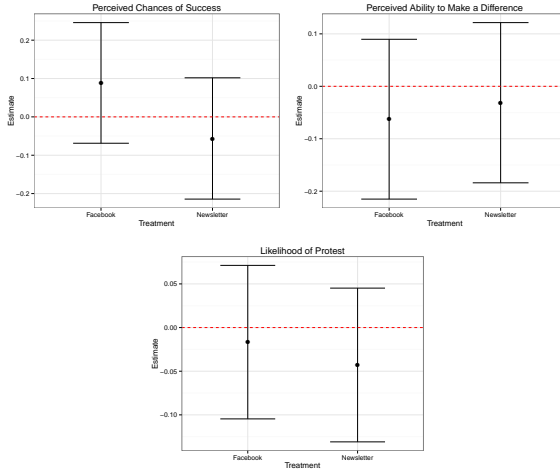 Perceived Chances of Success
0.2
0.1
0.0
−0.1
−0.2
Estimate
Facebook
Newsletter
Treatment
Perceived Ability to Make a Difference
0.1
0.0
−0.1
−0.2
Estimate
Facebook
Newsletter
Treatment
Likelihood of Protest
0.05
0.00
−0.05
−0.10
Estimate
Facebook
Newsletter
Treatment